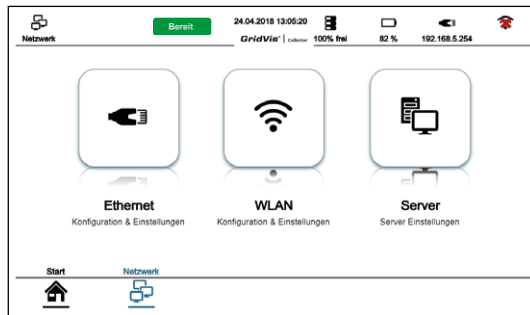 Netzwerk
Bereit
24.04.2018 13:05:20
GridVis® | Collector
100% frei
82 %
192.168.5.254
Ethernet
Konfiguration & Einstellungen
WLAN
Konfiguration & Einstellungen
Server
Server Einstellungen
Start
Netzwerk